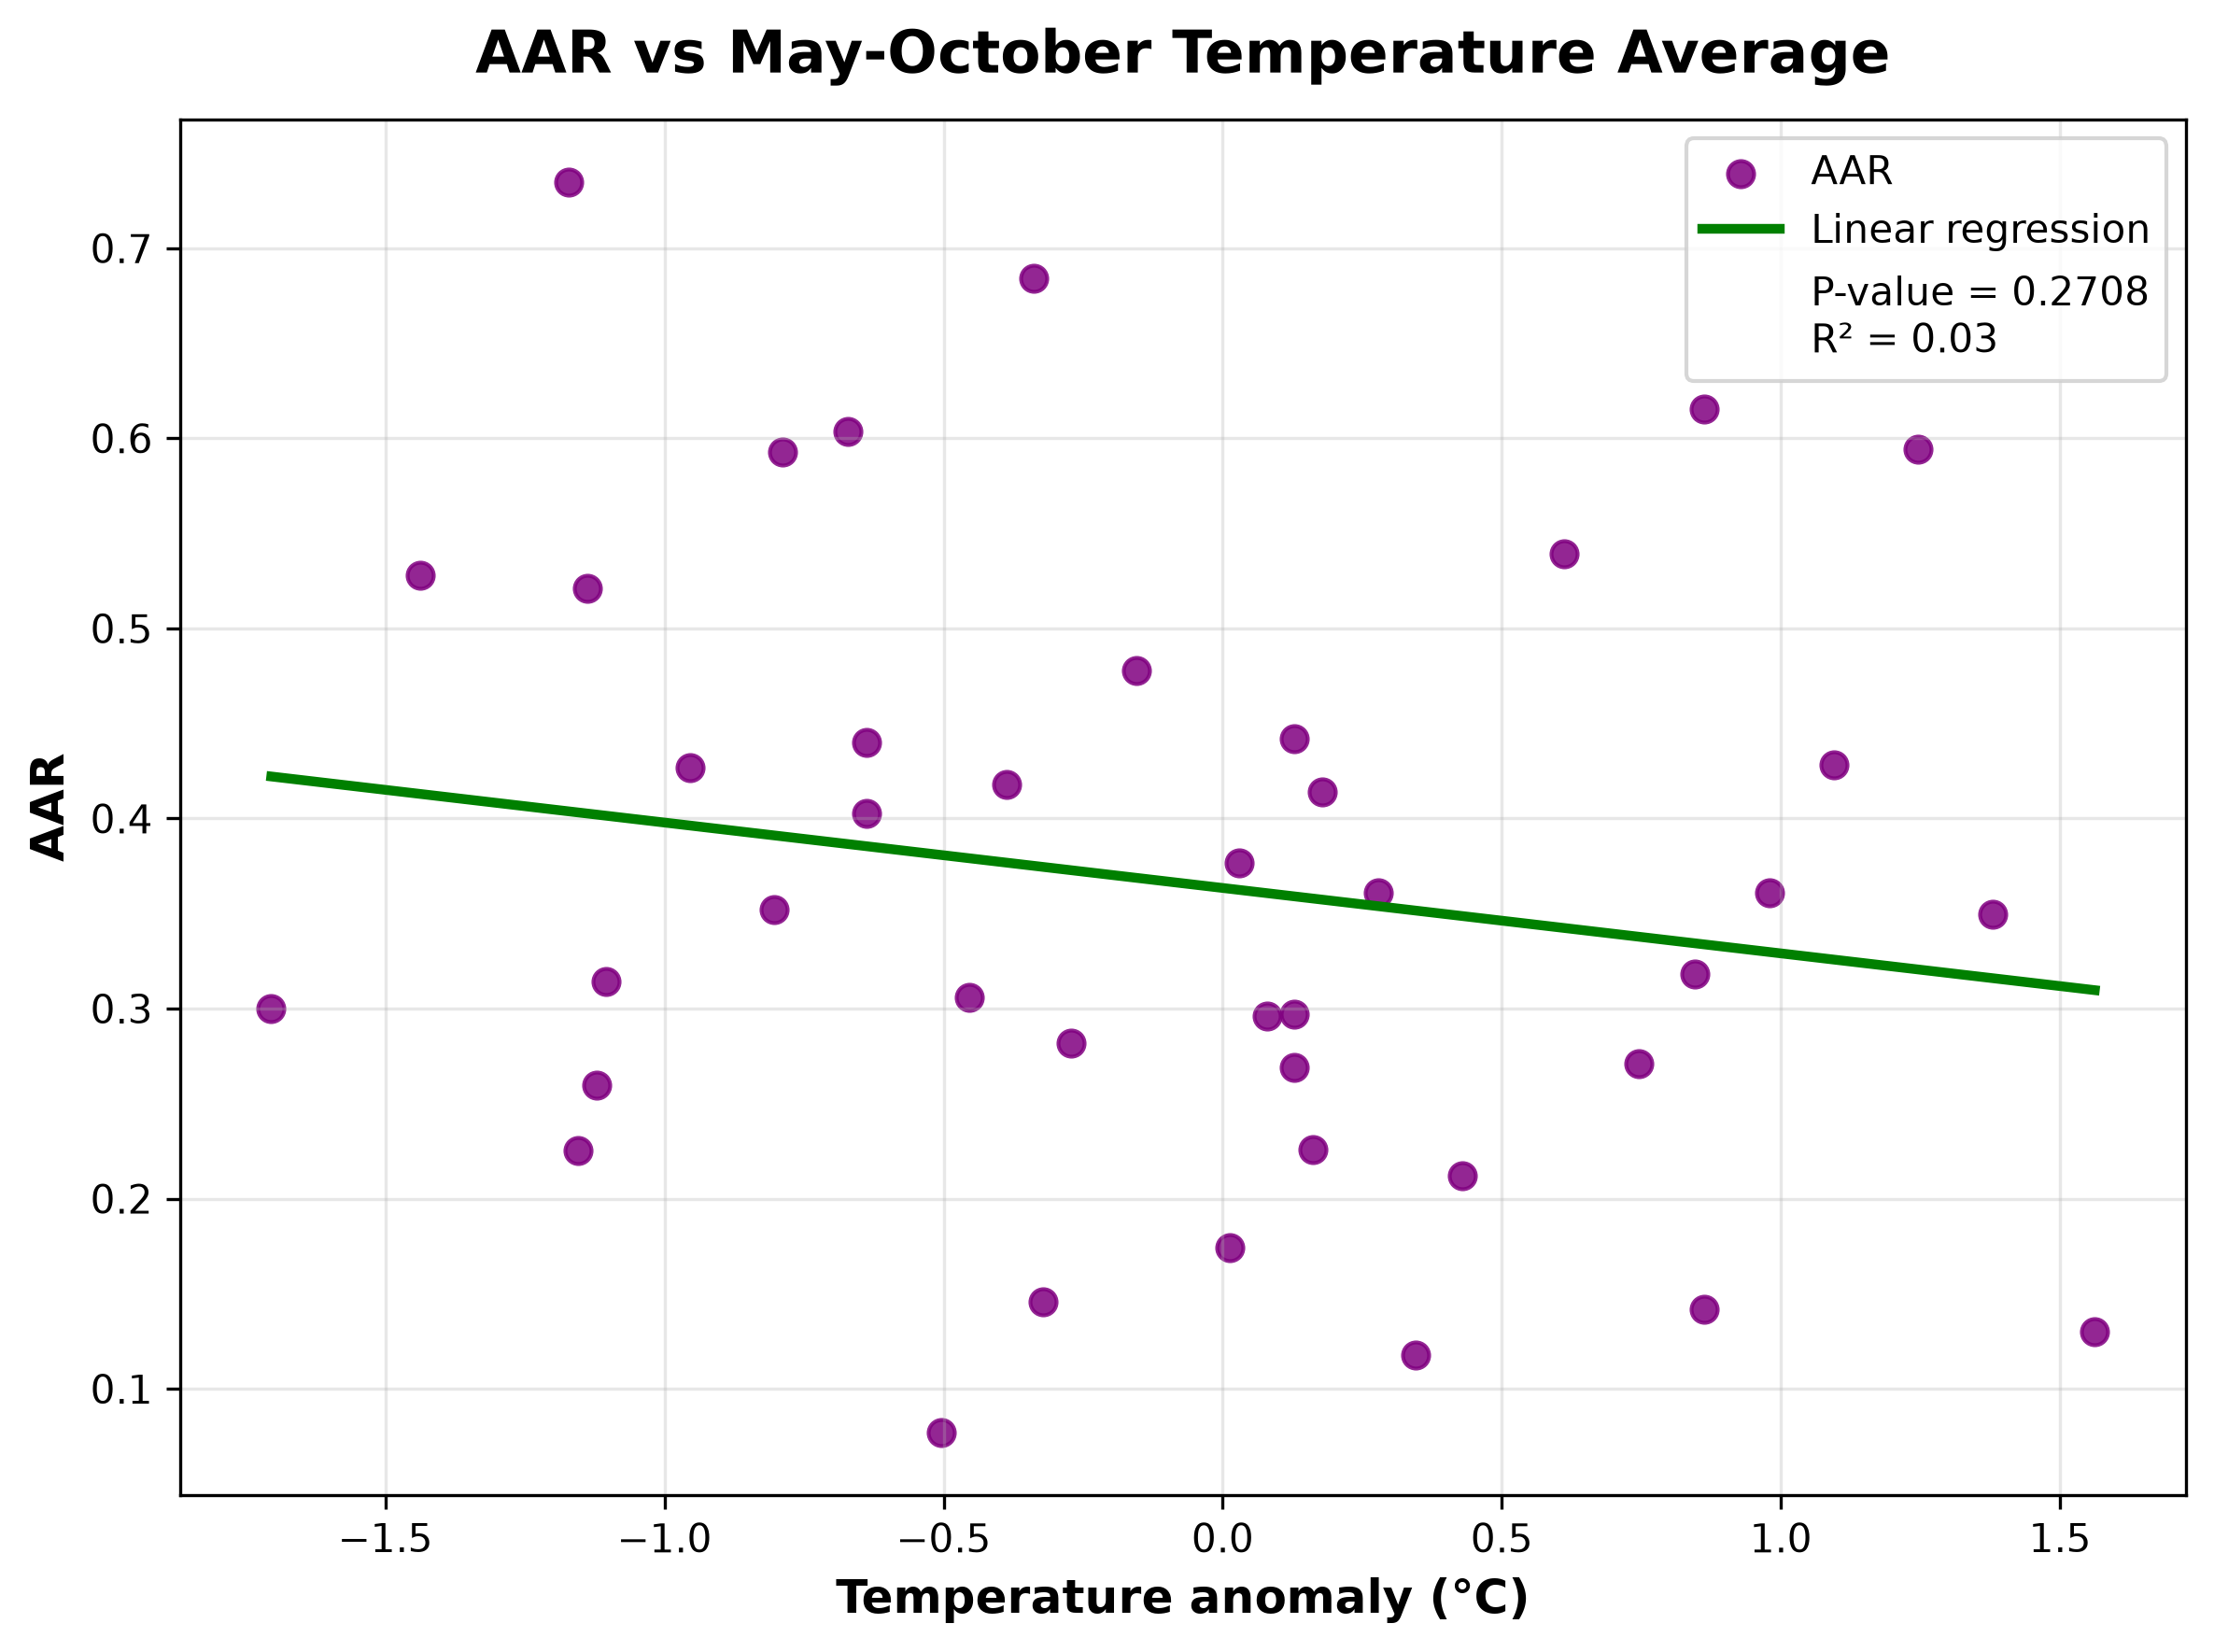 AAR vs May-October Temperature Average
AAR
Linear regression
P-value = 0.2708
R² = 0.03
0.7
0.6
0.5
0.4
0.3
0.2
0.1
AAR
−1.5 −1.0 −0.5 0.0 0.5 1.0 1.5
Temperature anomaly (°C)